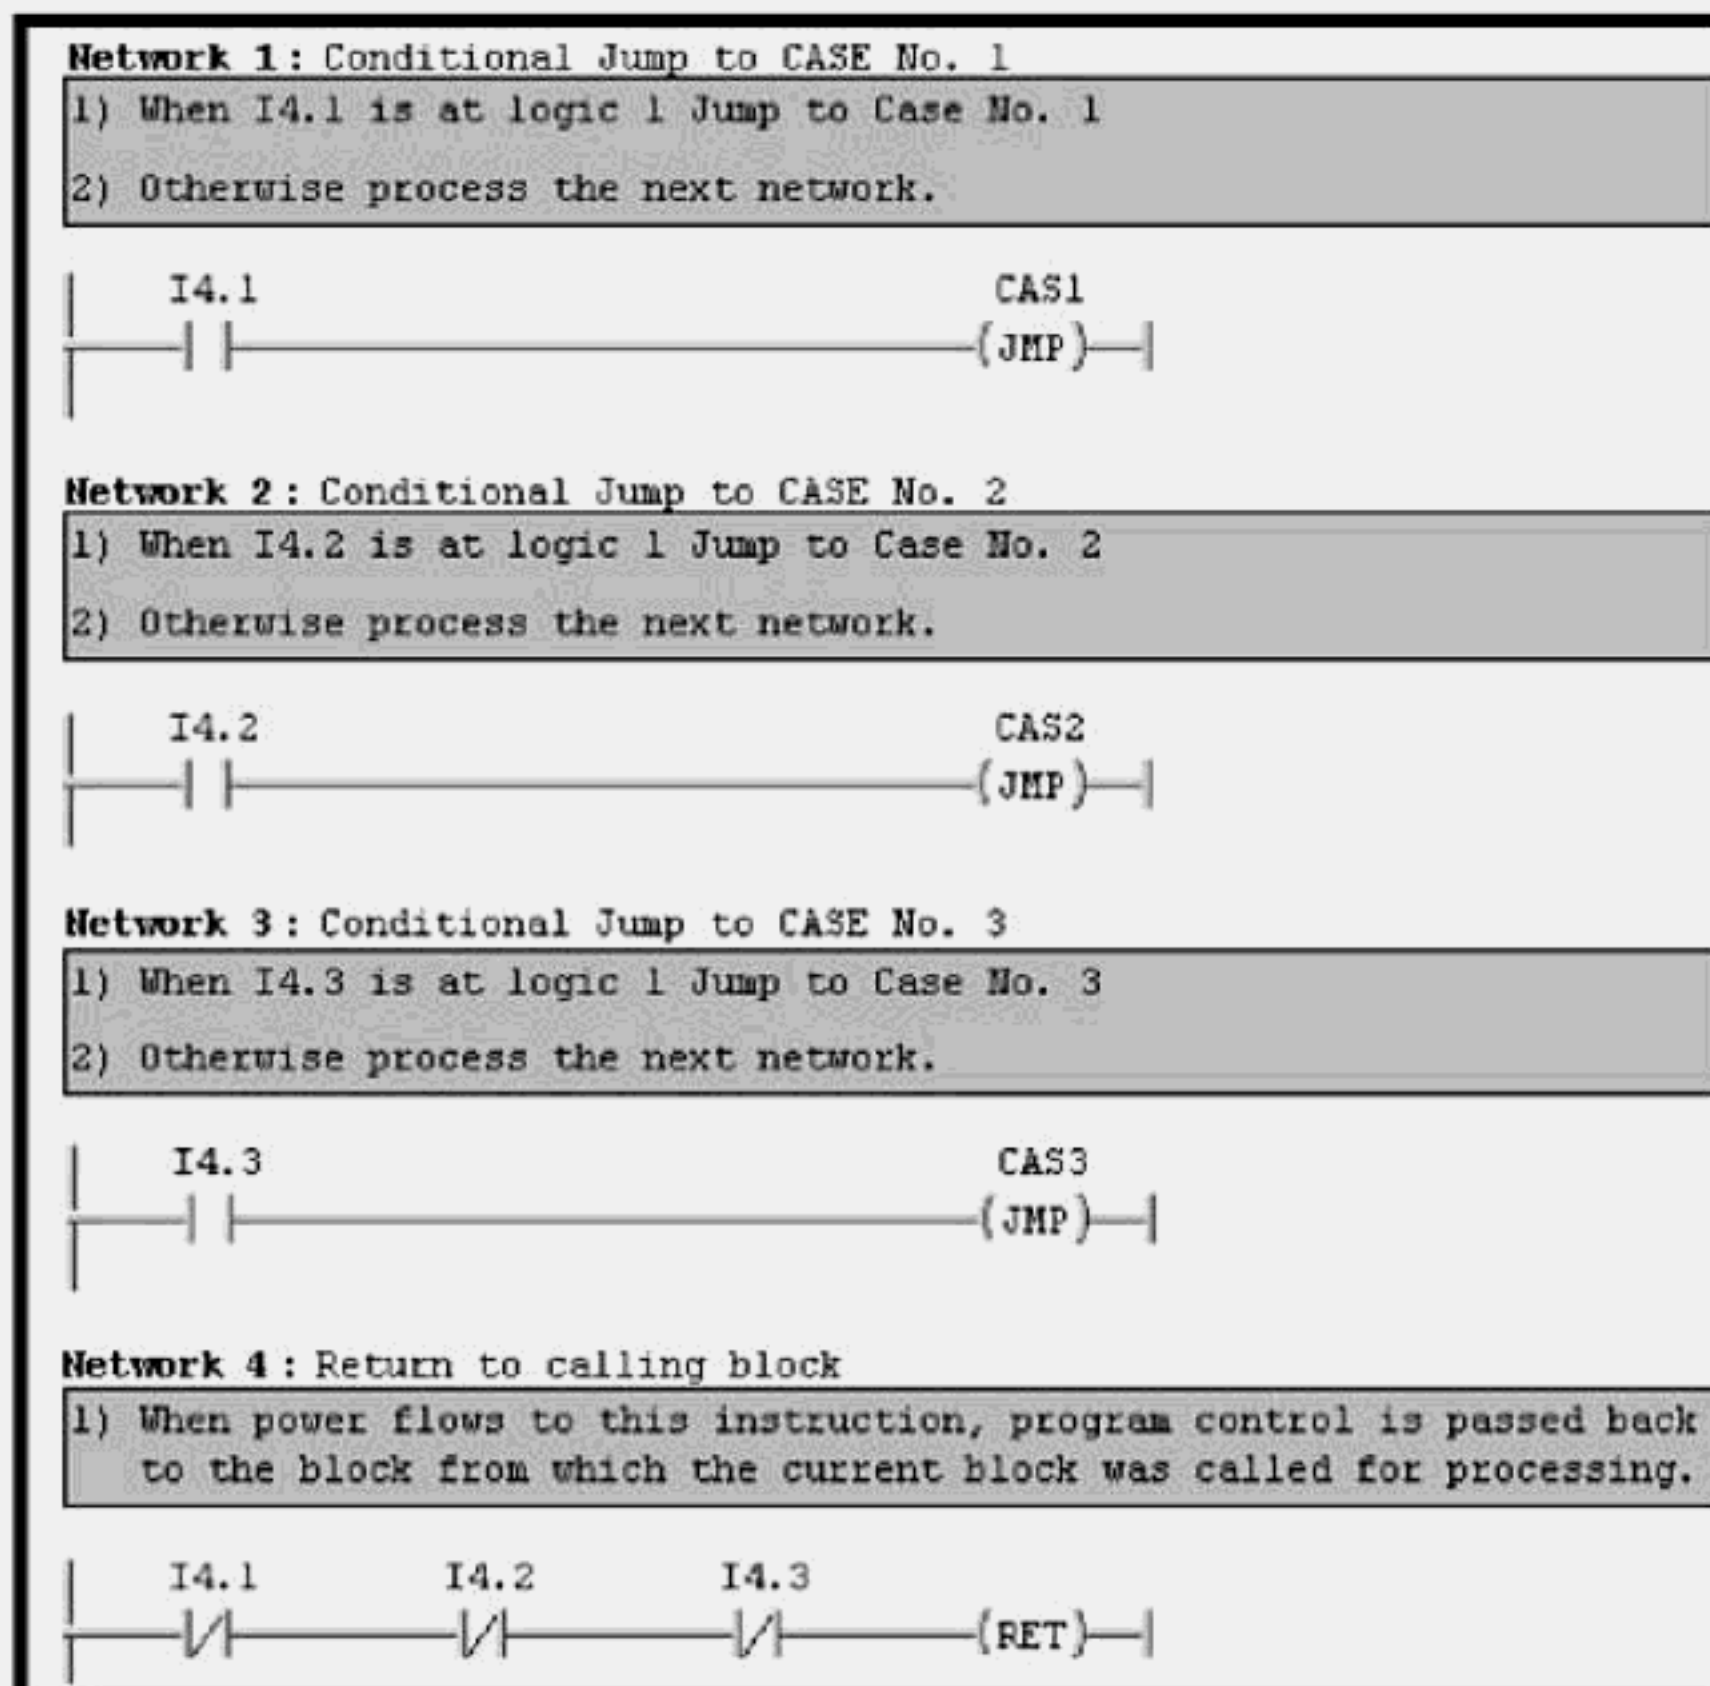 Network 1: Conditional Jump to CASE No. 1
1) When I4.1 is at logic 1 Jump to Case No. 1
2) Otherwise process the next network.
I4.1 CAS1
(JMP)
Network 2: Conditional Jump to CASE No. 2
1) When I4.2 is at logic 1 Jump to Case No. 2
2) Otherwise process the next network.
I4.2 CAS2
(JMP)
Network 3: Conditional Jump to CASE No. 3
1) When I4.3 is at logic 1 Jump to Case No. 3
2) Otherwise process the next network.
I4.3 CAS3
(JMP)
Network 4: Return to calling block
1) When power flows to this instruction, program control is passed back
to the block from which the current block was called for processing.
I4.1 I4.2 I4.3
(RET)